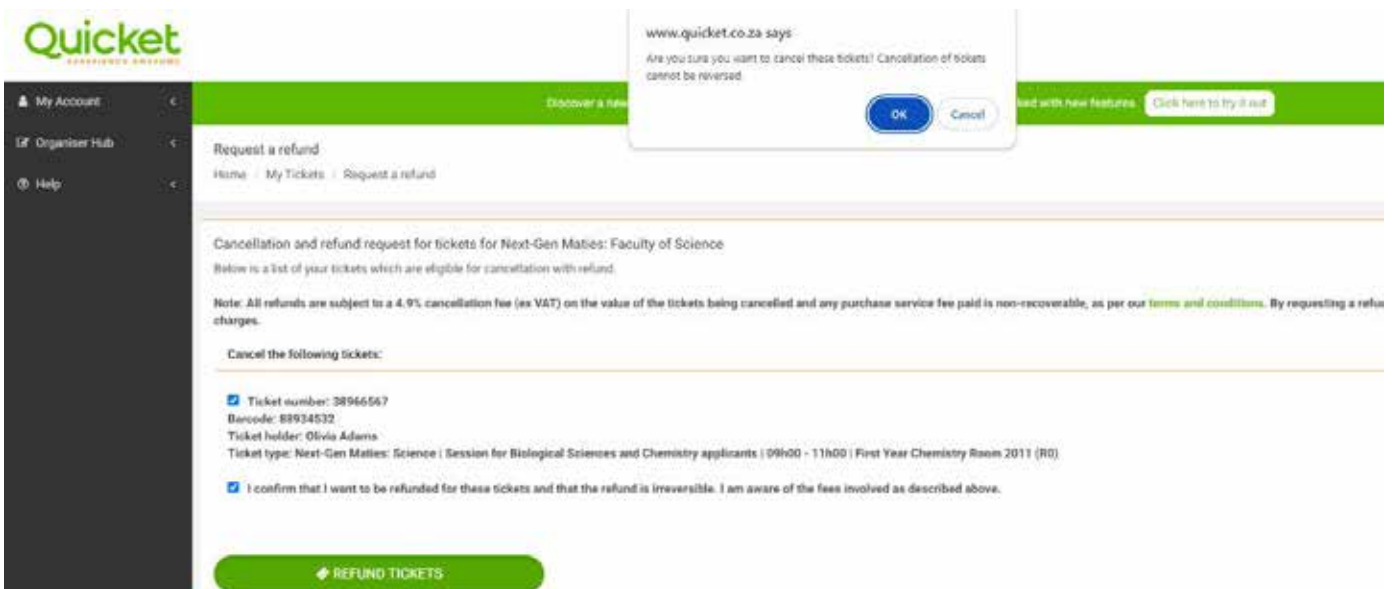 Quicket
EXPERIENCE AWESOME
www.quicket.co.za says
Are you sure you want to cancel these tickets? Cancellation of tickets
cannot be reversed.
OK
Cancel
My Account
Organiser Hub
Help
Discover a new
ked with new features
Click here to try it out
Request a refund
Home / My Tickets / Request a refund
Cancellation and refund request for tickets for Next-Gen Maties: Faculty of Science
Below is a list of your tickets which are eligible for cancellation with refund.
Note: All refunds are subject to a 4.9% cancellation fee (ex VAT) on the value of the tickets being cancelled and any purchase service fee paid is non-recoverable, as per our terms and conditions. By requesting a refu
charges.
Cancel the following tickets:
Ticket number: 38966567
Barcode: 88934532
Ticket holder: Olivia Adams
Ticket type: Next-Gen Maties: Science | Session for Biological Sciences and Chemistry applicants | 09h00 - 11h00 | First Year Chemistry Room 2011 (R0)
I confirm that I want to be refunded for these tickets and that the refund is irreversible. I am aware of the fees involved as described above.
REFUND TICKETS